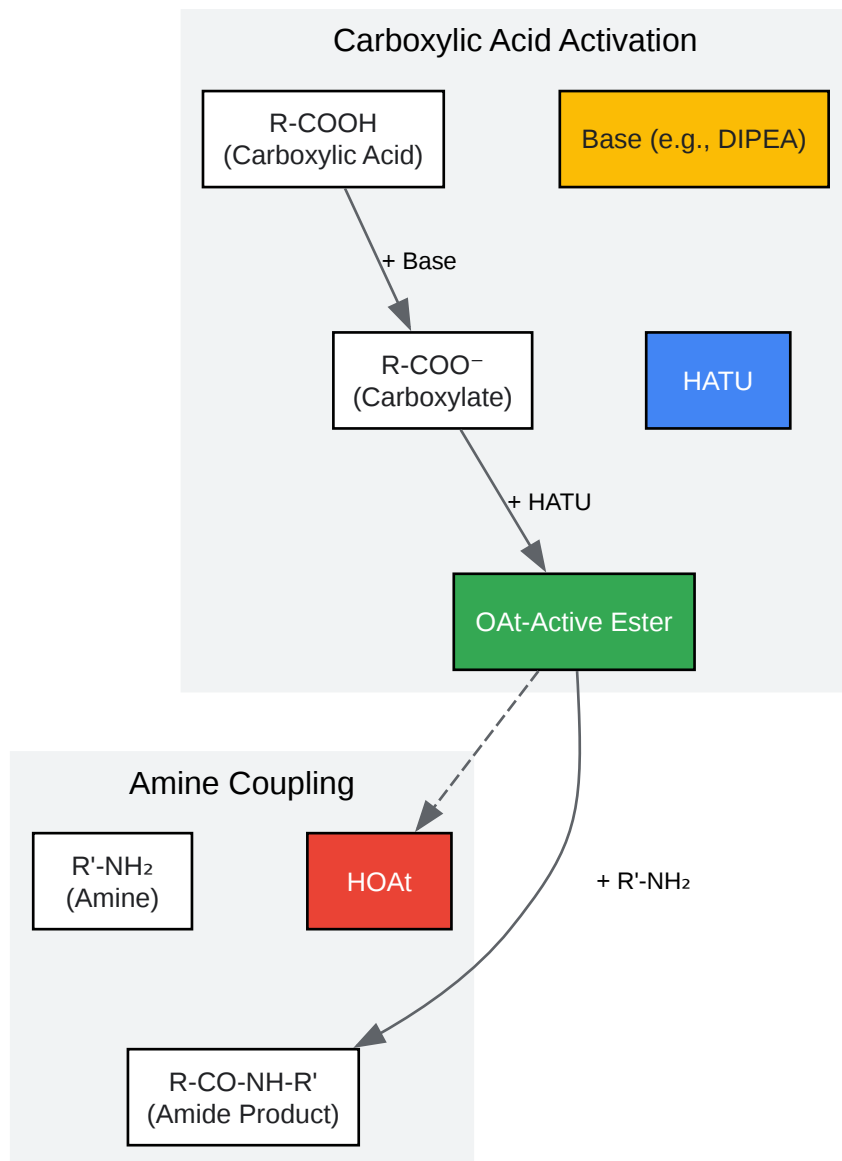 Carboxylic Acid Activation
R-COOH
(Carboxylic Acid)
Base (e.g., DIPEA)
+ Base
R-COO⁻
(Carboxylate)
HATU
+ HATU
OAt-Active Ester
Amine Coupling
R'-NH₂
(Amine)
HOAt
+ R'-NH₂
R-CO-NH-R'
(Amide Product)